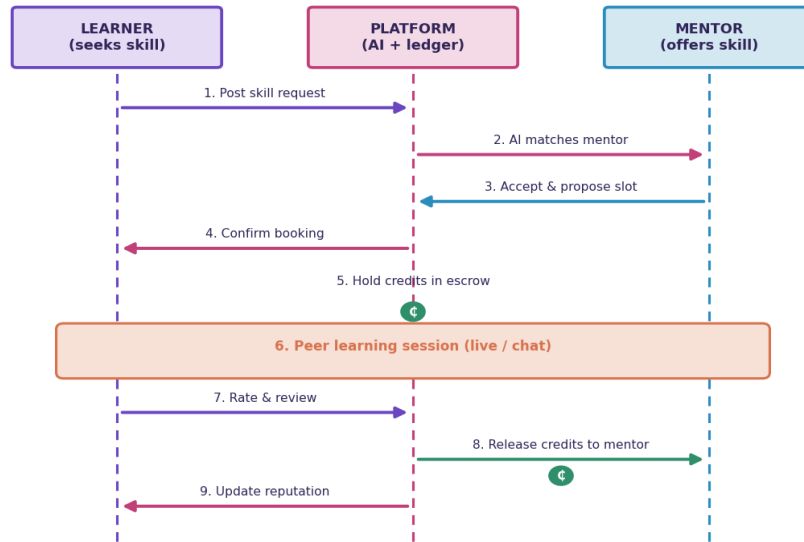 LEARNER
(seeks skill)
PLATFORM
(AI + ledger)
MENTOR
(offers skill)
1. Post skill request
2. AI matches mentor
3. Accept & propose slot
4. Confirm booking
5. Hold credits in escrow
₵
6. Peer learning session (live / chat)
7. Rate & review
8. Release credits to mentor
₵
9. Update reputation